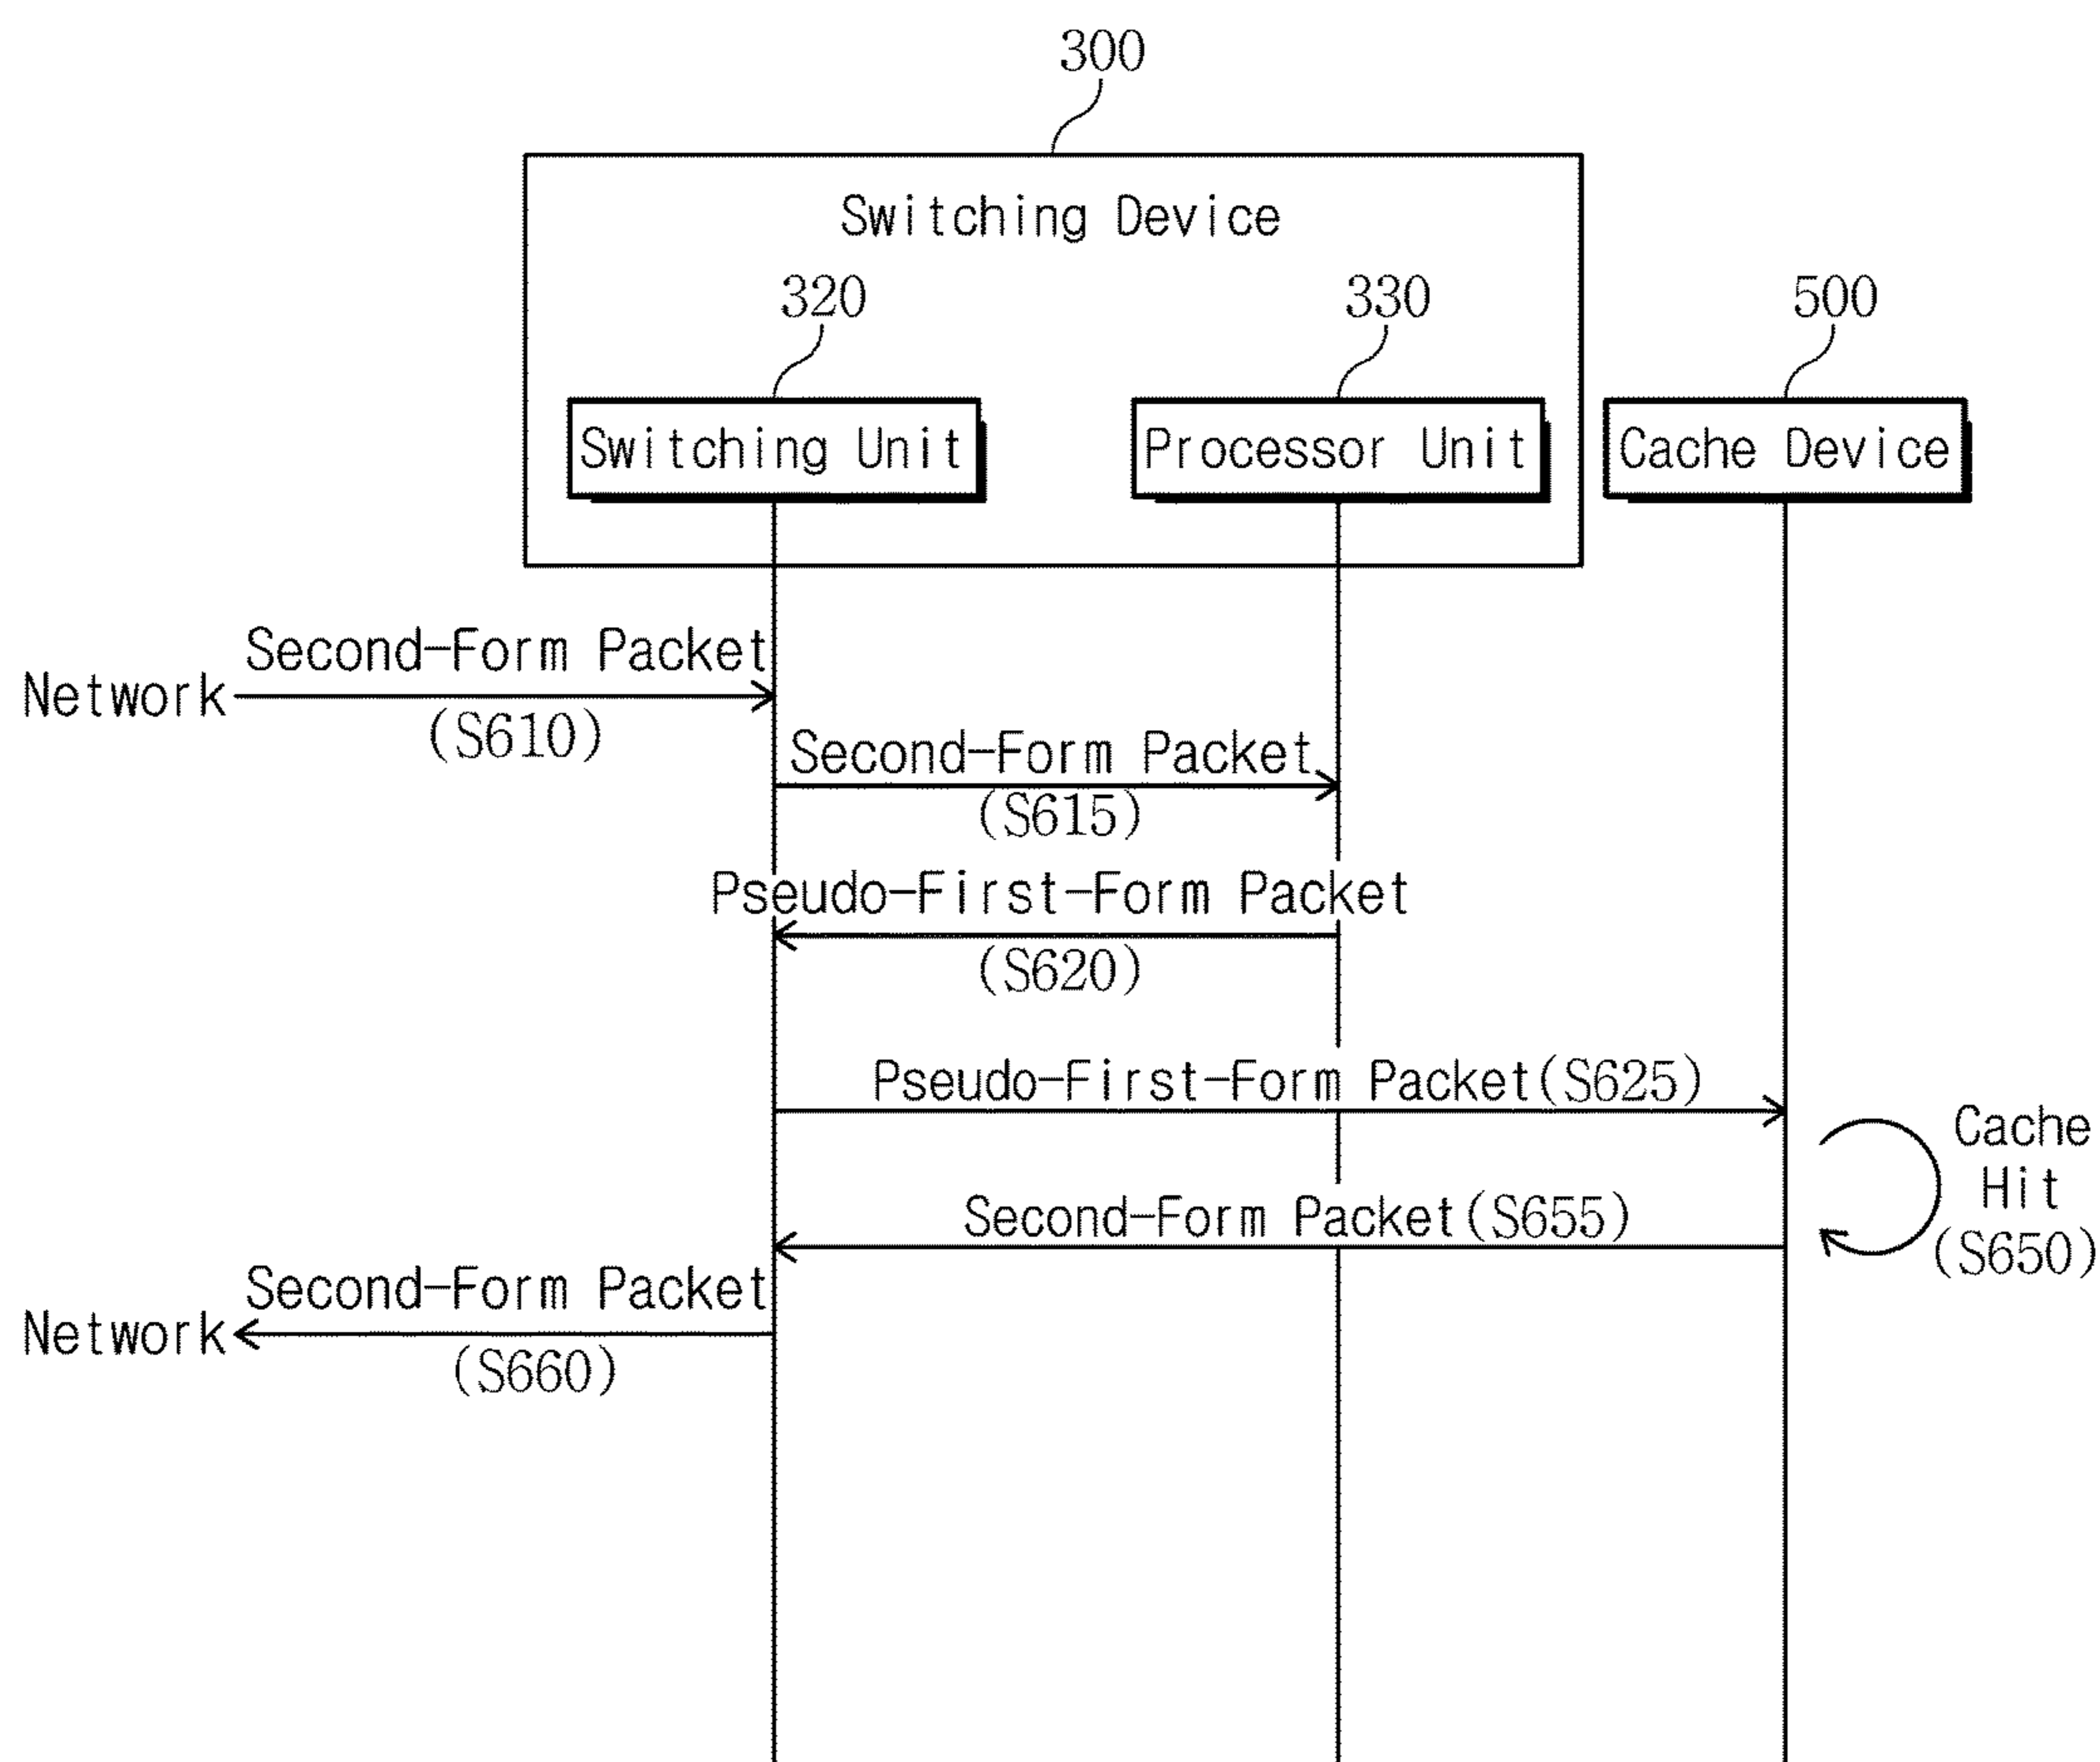 300
Switching Device
320
330
500
Switching Unit
Processor Unit
Cache Device
Second-Form Packet
Network
(S610)
Second-Form Packet
(S615)
Pseudo-First-Form Packet
(S620)
Pseudo-First-Form Packet(S625)
Cache
Hit
(S650)
Second-Form Packet(S655)
Second-Form Packet
Network
(S660)